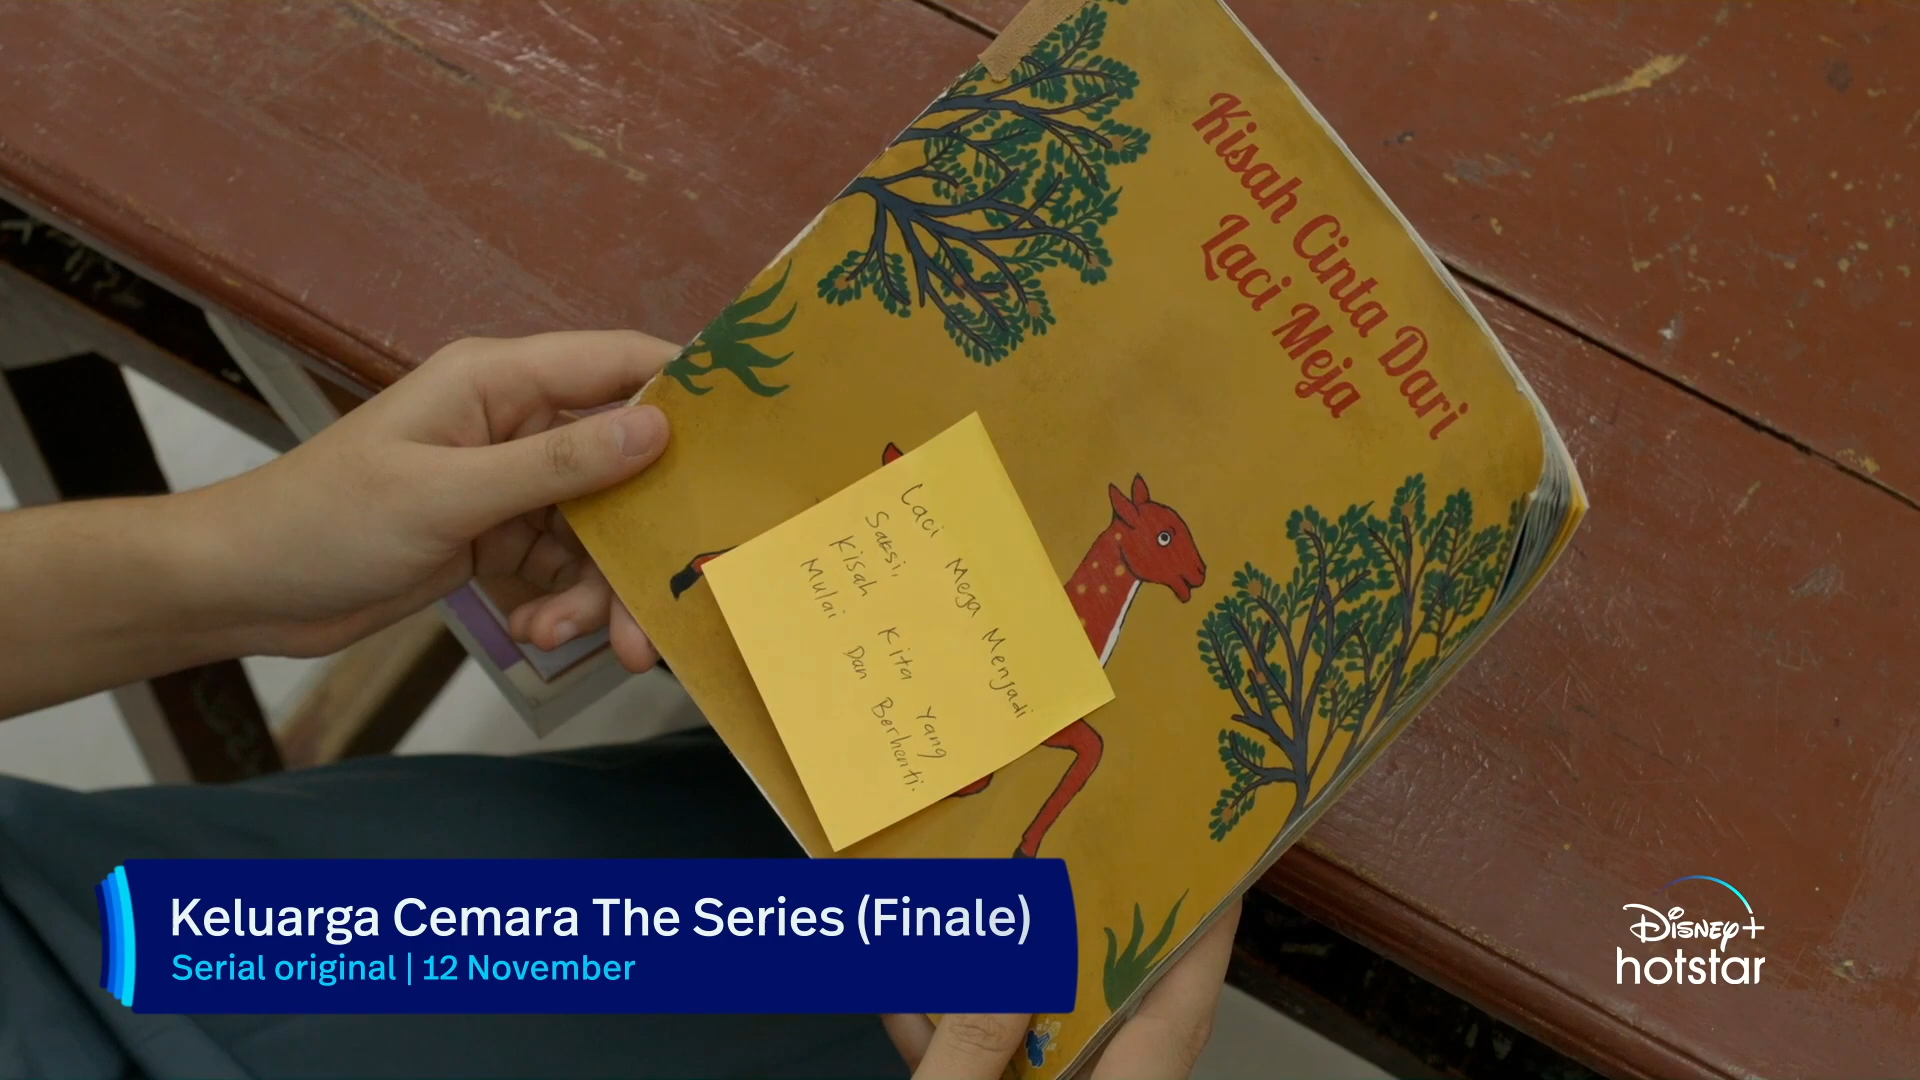 Kisah Cinta Dari
Laci Meja
Laci Meja Menjadi
Saksi,
Kisah Kita Yang
Mulai Dan Berhenti.
Keluarga Cemara The Series (Finale)
Serial original | 12 November
Disney+
hotstar